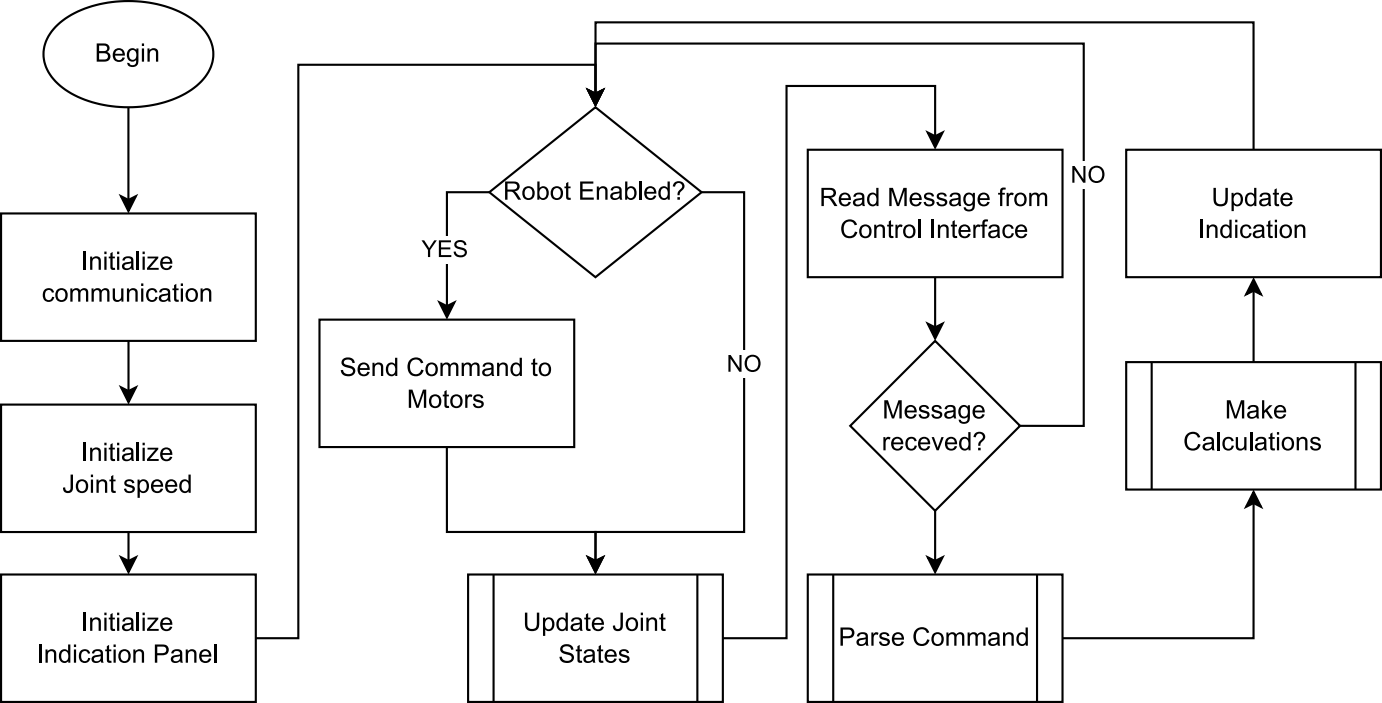 Begin
Initialize
communication
Initialize
Joint speed
Initialize
Indication Panel
Robot Enabled?
YES
NO
Send Command to
Motors
Update Joint
States
Read Message from
Control Interface
Message
receved?
NO
Parse Command
Make
Calculations
Update
Indication